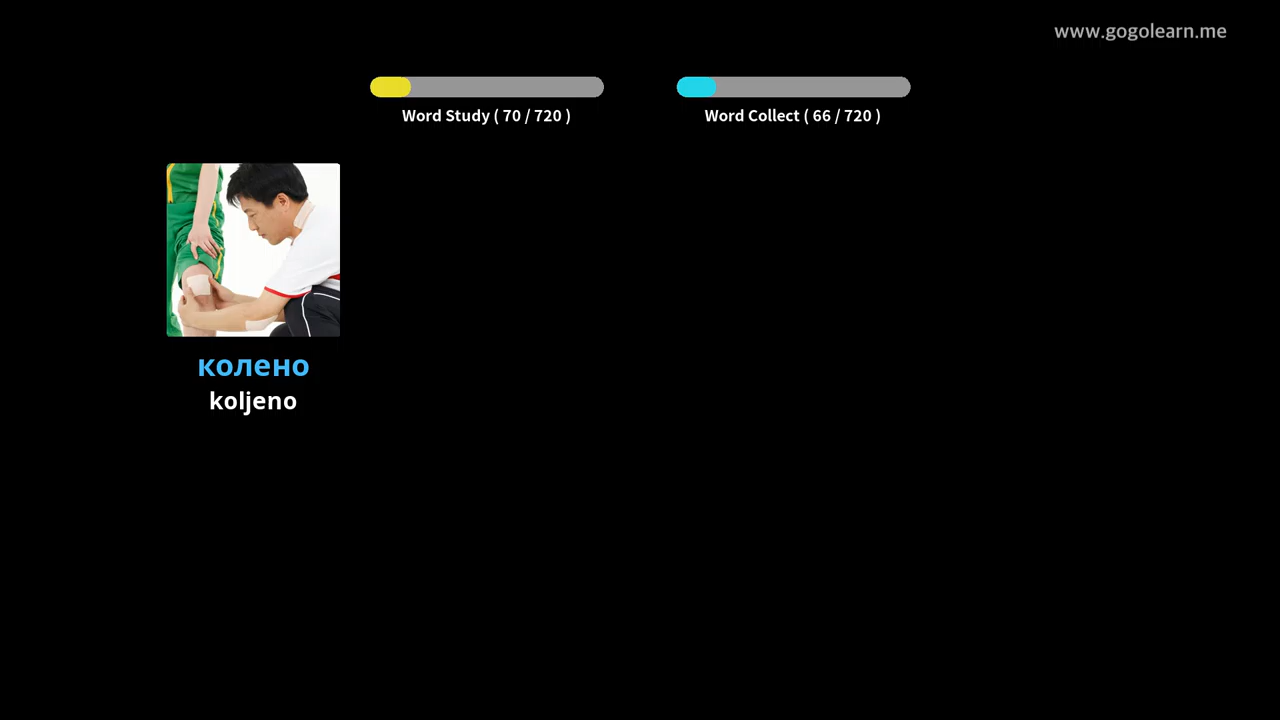 www.gogolearn.me
Word Study ( 70 / 720 )
Word Collect ( 66 / 720 )
колено
koljeno